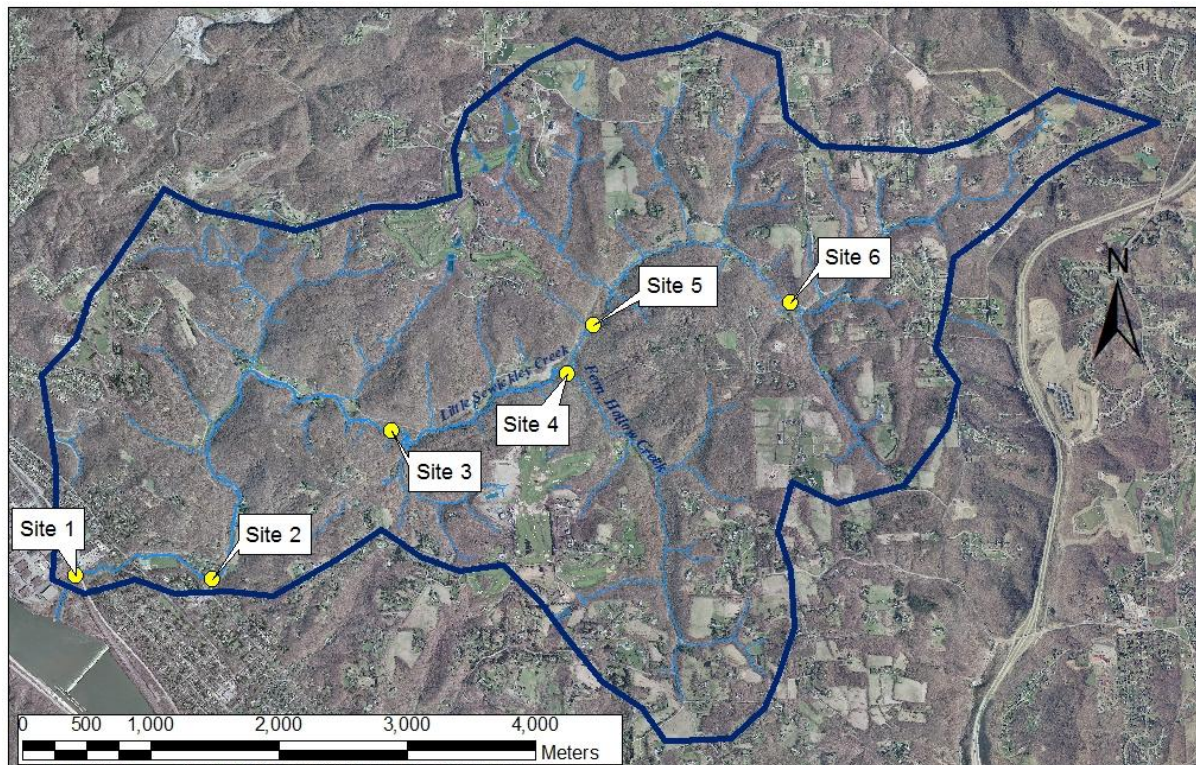 N
Site 6
Site 5
Little Sewickley Creek
Fern Hollow Creek
Site 4
Site 3
Site 1
Site 2
0 500 1,000 2,000 3,000 4,000
Meters